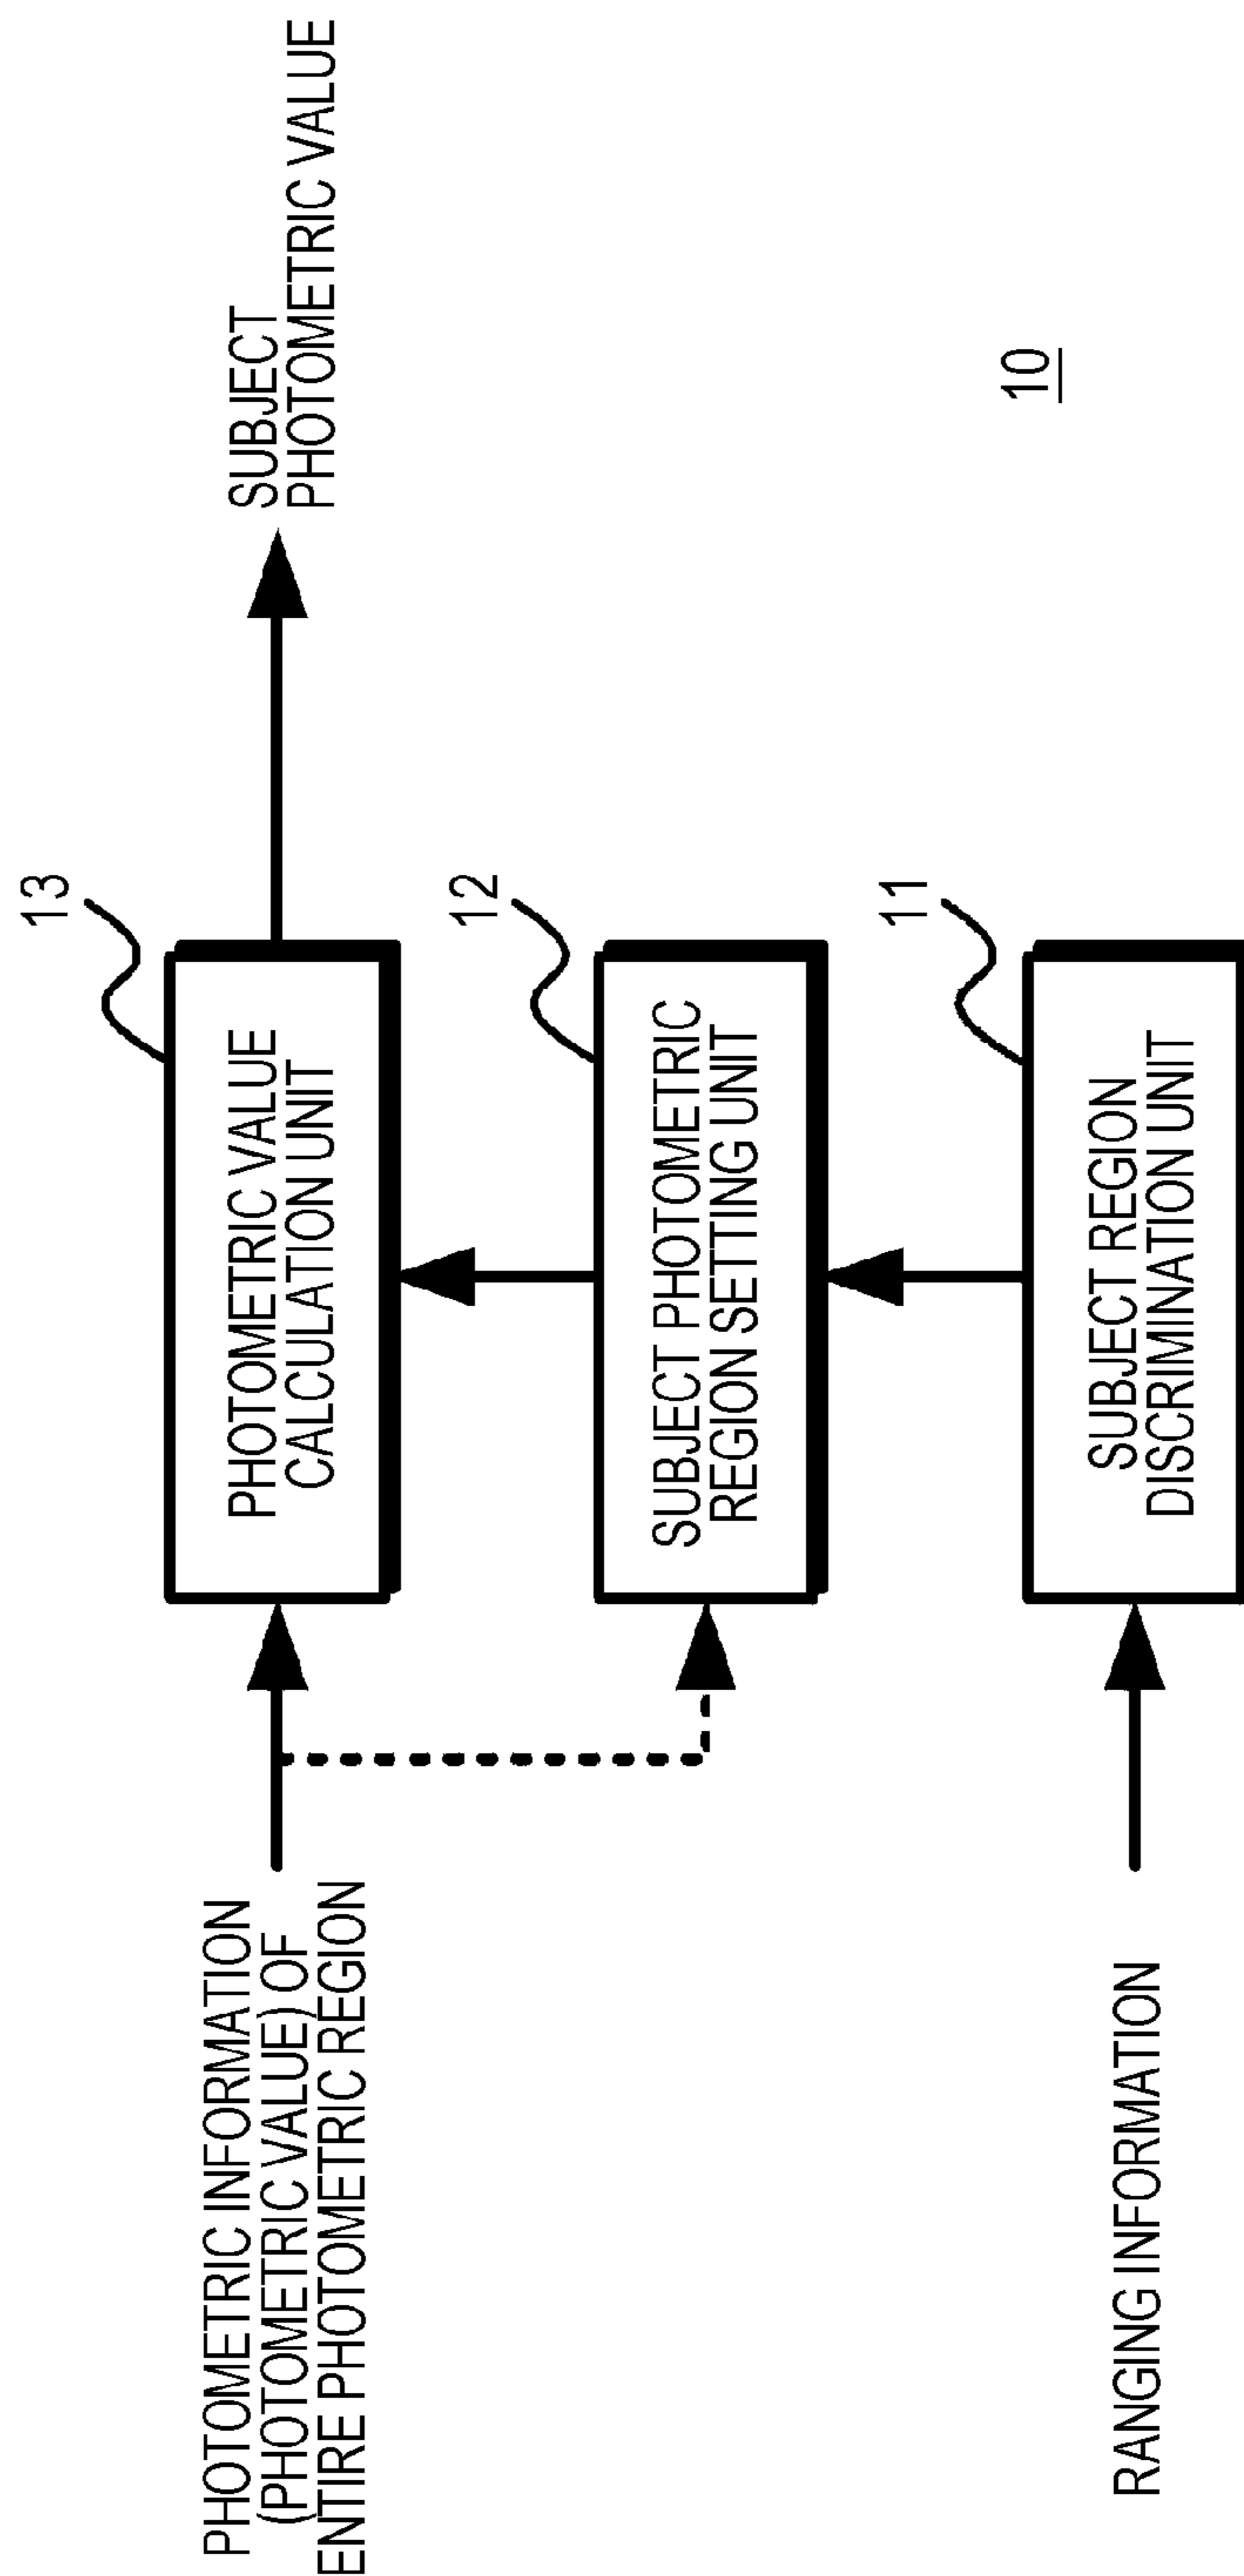 PHOTOMETRIC INFORMATION
(PHOTOMETRIC VALUE) OF
ENTIRE PHOTOMETRIC REGION
13
PHOTOMETRIC VALUE
CALCULATION UNIT
SUBJECT
PHOTOMETRIC VALUE
12
SUBJECT PHOTOMETRIC
REGION SETTING UNIT
10
RANGING INFORMATION
11
SUBJECT REGION
DISCRIMINATION UNIT